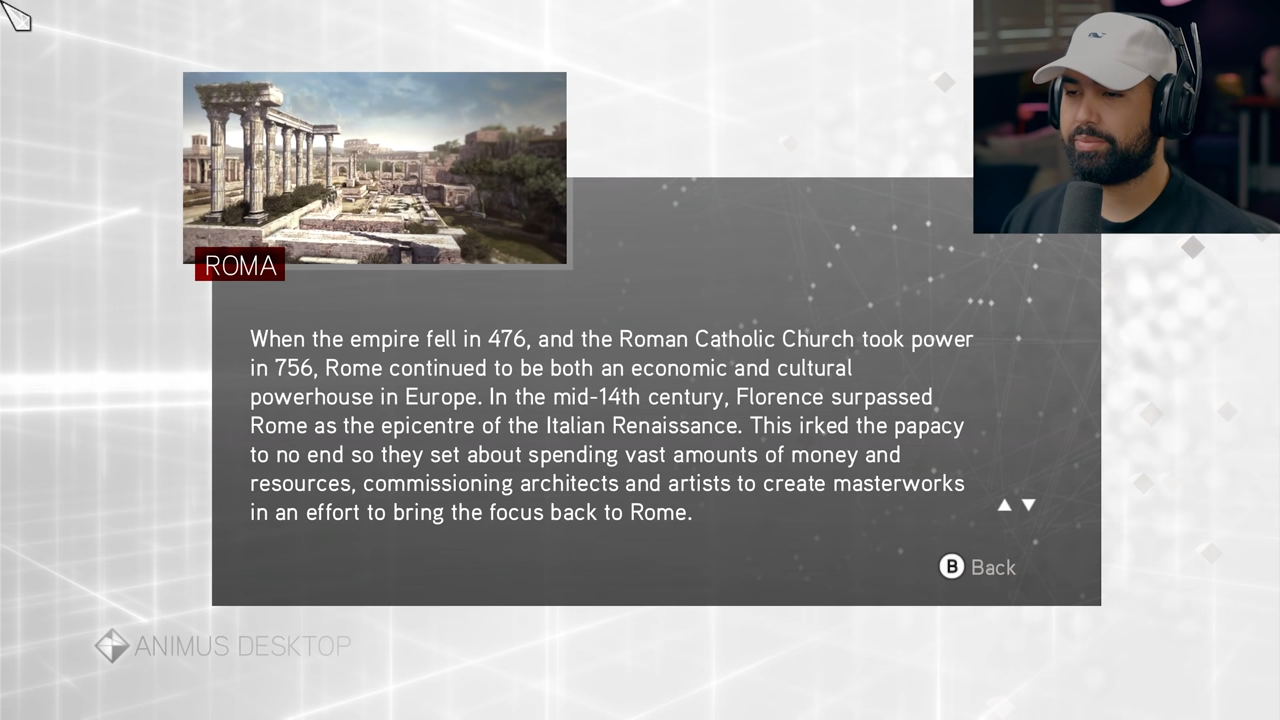 ROMA
When the empire fell in 476, and the Roman Catholic Church took power
in 756, Rome continued to be both an economic and cultural
powerhouse in Europe. In the mid-14th century, Florence surpassed
Rome as the epicentre of the Italian Renaissance. This irked the papacy
to no end so they set about spending vast amounts of money and
resources, commissioning architects and artists to create masterworks
in an effort to bring the focus back to Rome.
B Back
ANIMUS DESKTOP